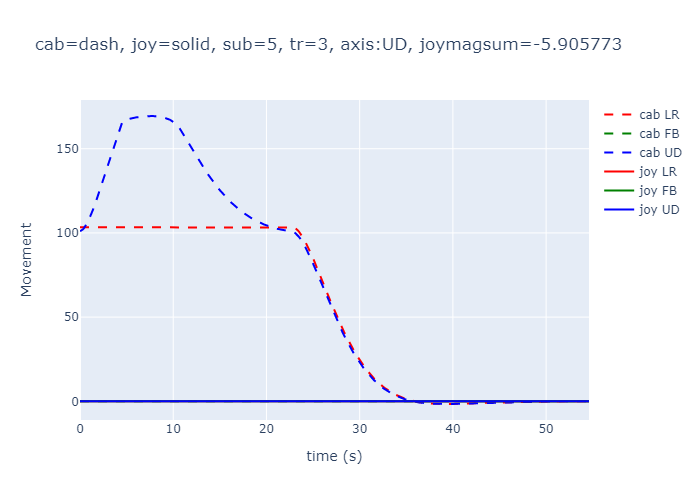 cab=dash, joy=solid, sub=5, tr=3, axis:UD, joymagsum=-5.905773
cab LR
cab FB
cab UD
joy LR
joy FB
joy UD
Movement
150
100
50
0
0 10 20 30 40 50
time (s)